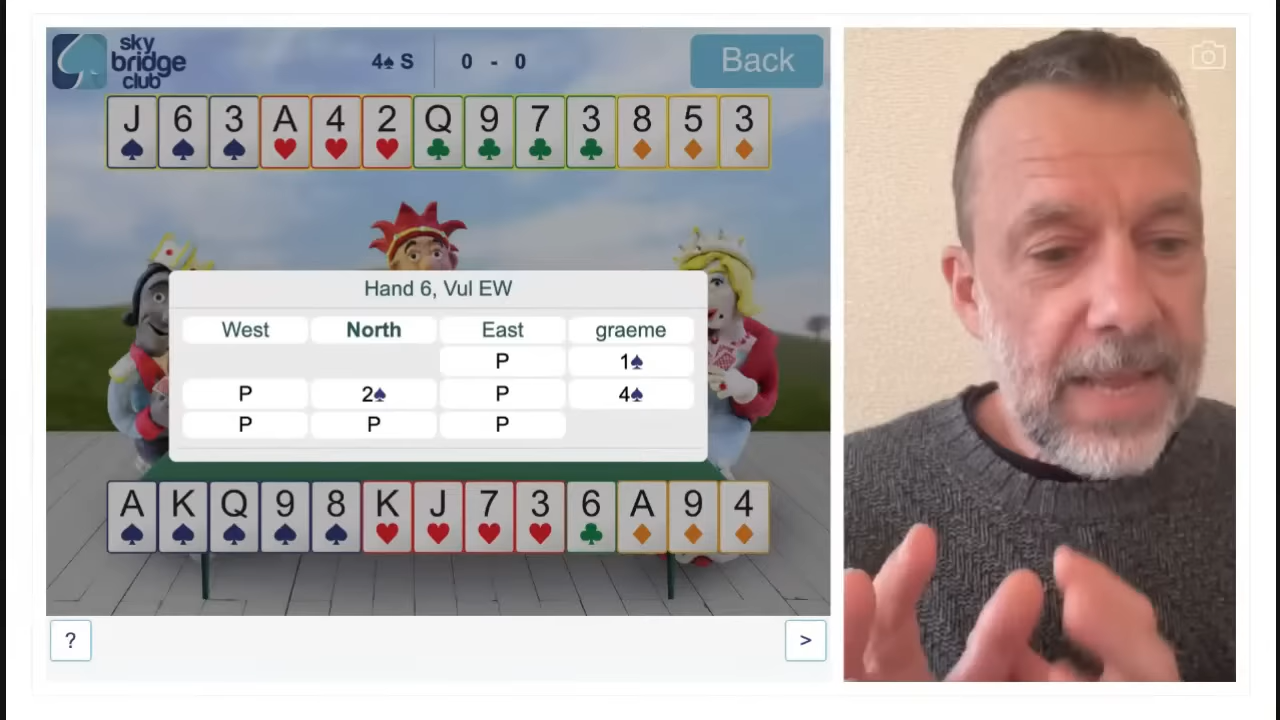 sky
bridge
club
4♠ S 0 - 0
Back
J 6 3 A 4 2 Q 9 7 3 8 5 3
♠ ♠ ♠ ♥ ♥ ♥ ♣ ♣ ♣ ♣ ♦ ♦ ♦
Hand 6, Vul EW
West North East graeme
P 1♠
P 2♠ P 4♠
P P P
A K Q 9 8 K J 7 3 6 A 9 4
♠ ♠ ♠ ♠ ♠ ♥ ♥ ♥ ♥ ♣ ♦ ♦ ♦
? >